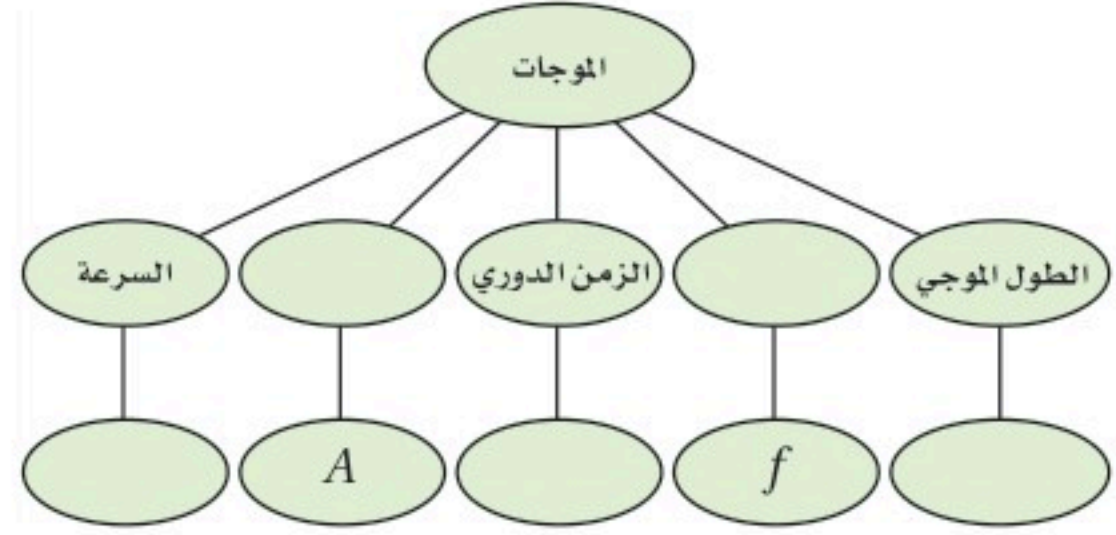 الموجات
الطول الموجي
الزمن الدوري
السرعة
f
A